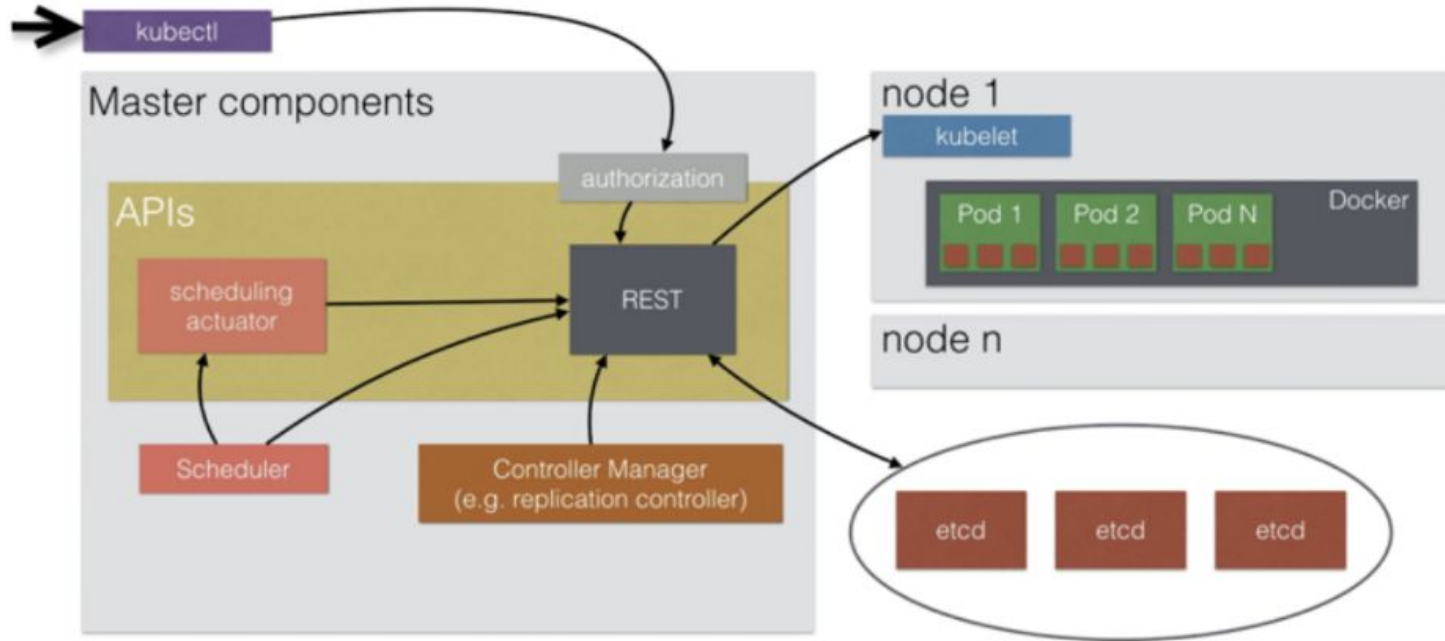 kubectl
Master components
authorization
APIs
scheduling
actuator
REST
Scheduler
Controller Manager
(e.g. replication controller)
node 1
kubelet
Docker
Pod 1
Pod 2
Pod N
node n
etcd
etcd
etcd